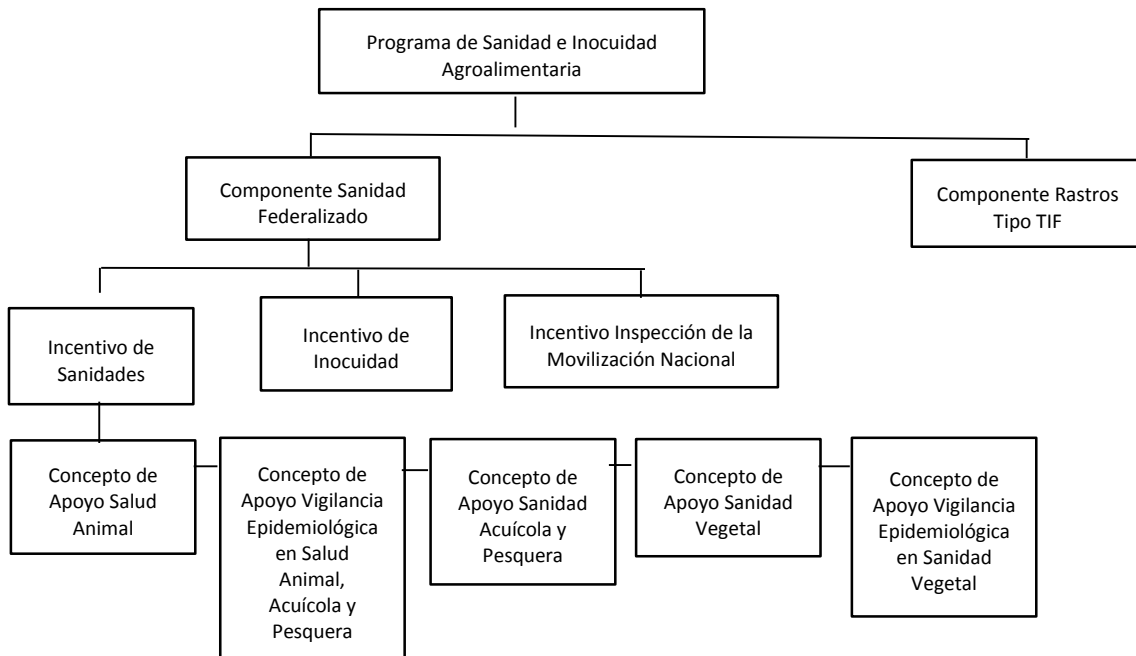 Programa de Sanidad e Inocuidad
Agroalimentaria
Componente Sanidad
Federalizado
Componente Rastros
Tipo TIF
Incentivo de
Sanidades
Incentivo de
Inocuidad
Incentivo Inspección de la
Movilización Nacional
Concepto de
Apoyo Salud
Animal
Concepto de
Apoyo Vigilancia
Epidemiológica
en Salud
Animal,
Acuícola y
Pesquera
Concepto de
Apoyo Sanidad
Acuícola y
Pesquera
Concepto de
Apoyo Sanidad
Vegetal
Concepto de
Apoyo Vigilancia
Epidemiológica
en Sanidad
Vegetal